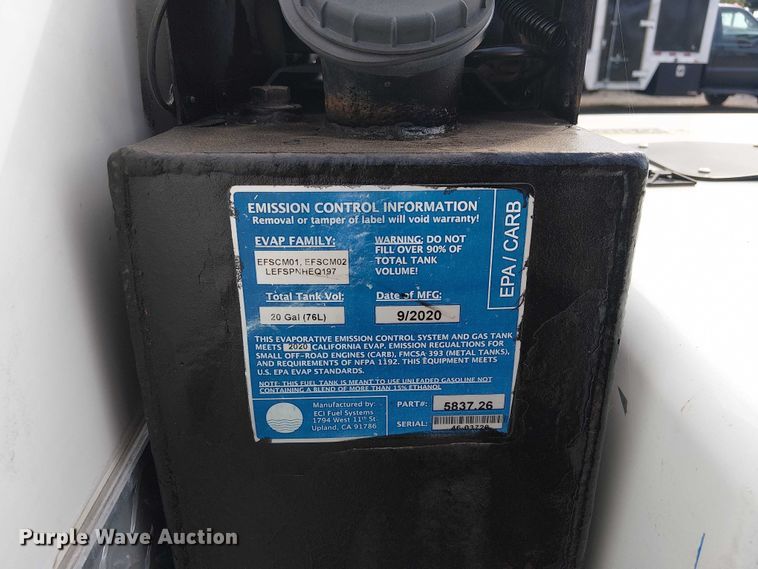 EMISSION CONTROL INFORMATION
Removal or tamper of label will void warranty!
EVAP FAMILY:
EFSCM01, EFSCM02
LEFSPNHEQ197
WARNING: DO NOT
FILL OVER 90% OF
TOTAL TANK
VOLUME!
EPA / CARB
Total Tank Vol:
20 Gal (76L)
Date of MFG:
9/2020
THIS EVAPORATIVE EMISSION CONTROL SYSTEM AND GAS TANK
MEETS 2020 CALIFORNIA EVAP. EMISSION REGUALTIONS FOR
SMALL OFF-ROAD ENGINES (CARB), FMCSA 393 (METAL TANKS),
AND REQUIREMENTS OF NFPA 1192. THIS EQUIPMENT MEETS
U.S. EPA EVAP STANDARDS.
NOTE: THIS FUEL TANK IS MEANT TO USE UNLEADED GASOLINE NOT
CONTAINING A BLEND OF MORE THAN 15% ETHANOL
Manufactured by:
ECI Fuel Systems
1794 West 11th St
Upland, CA 91786
PART#: 5837.26
SERIAL:
Purple Wave Auction